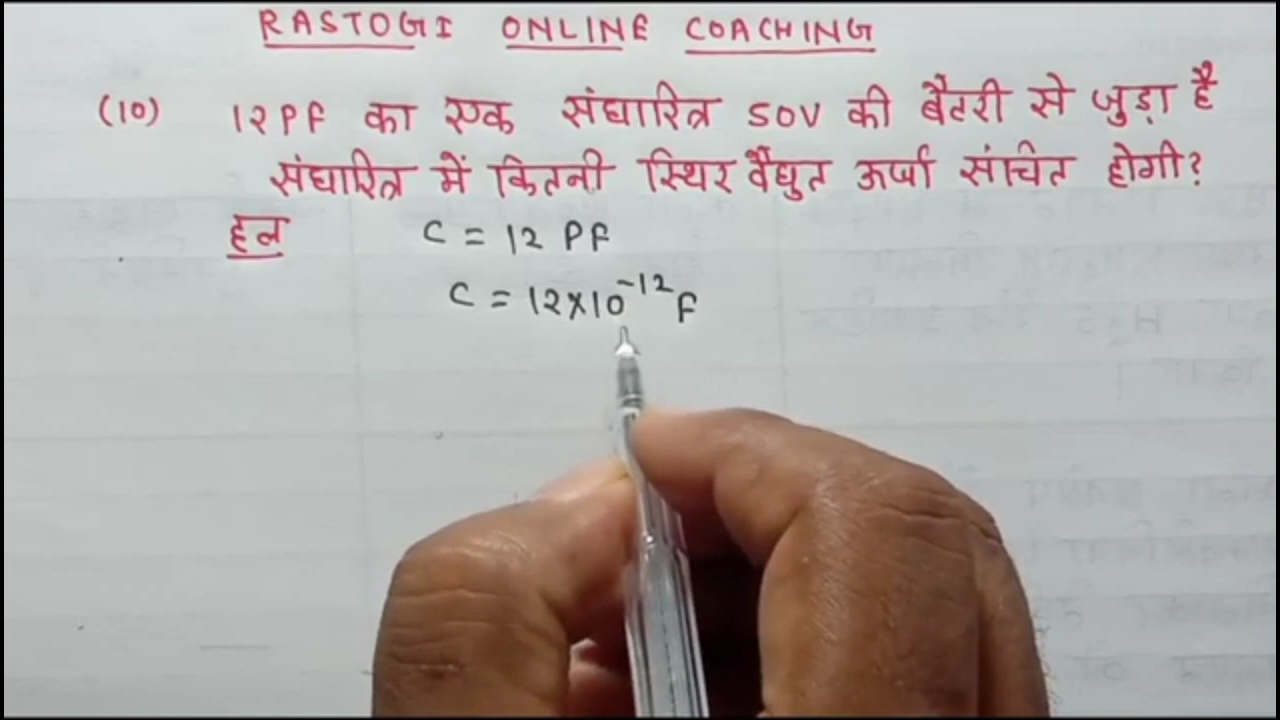 RASTOGI ONLINE COACHING
(10) 12PF का एक संधारित्र 50V की बैटरी से जुड़ा है
संधारित्र में कितनी स्थिर वैधुत ऊर्जा संचित होगी?
हल C = 12 PF
C = 12×10⁻¹² F